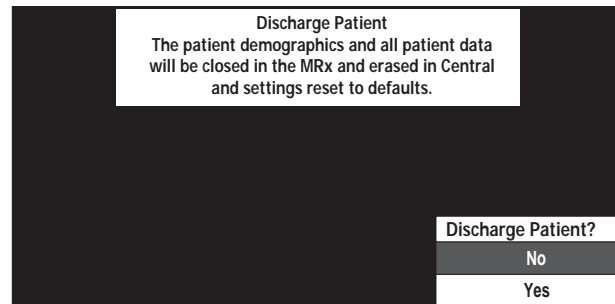 Discharge Patient
The patient demographics and all patient data
will be closed in the MRx and erased in Central
and settings reset to defaults.
Discharge Patient?
No
Yes